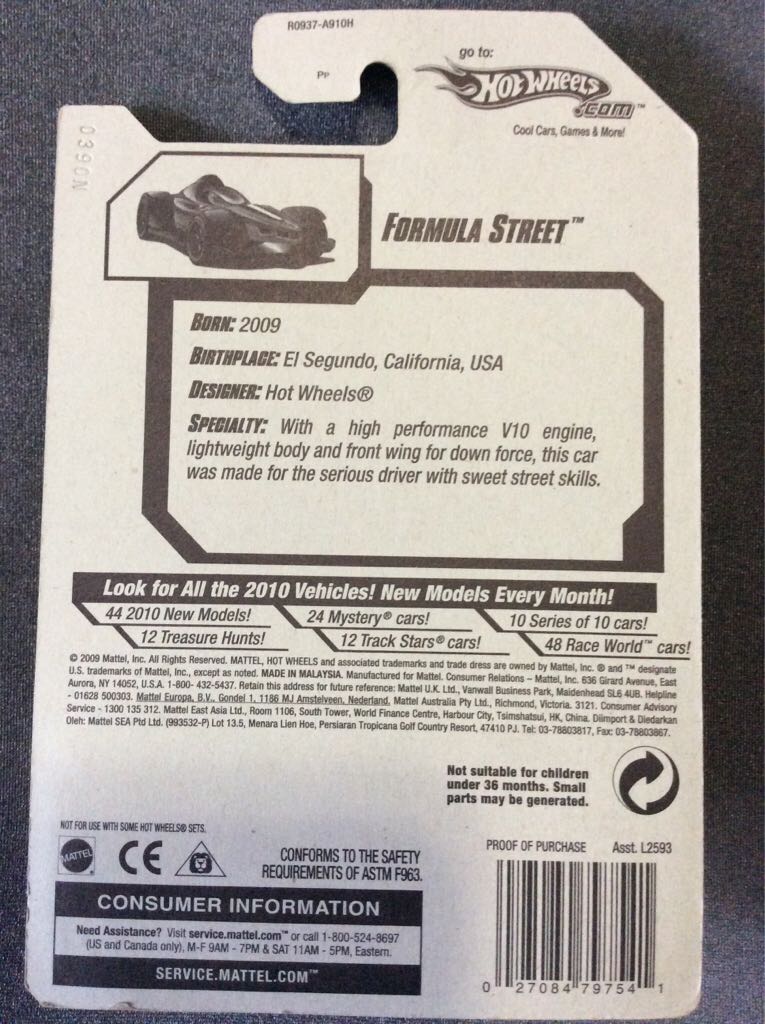 R0937-A910H
PP
go to:
HOT WHEELS
.COM™
Cool Cars, Games & More!
0390N
FORMULA STREET™
BORN: 2009
BIRTHPLACE: El Segundo, California, USA
DESIGNER: Hot Wheels®
SPECIALTY: With a high performance V10 engine,
lightweight body and front wing for down force, this car
was made for the serious driver with sweet street skills.
Look for All the 2010 Vehicles! New Models Every Month!
44 2010 New Models! 24 Mystery® cars! 10 Series of 10 cars!
12 Treasure Hunts! 12 Track Stars® cars! 48 Race World™ cars!
© 2009 Mattel, Inc. All Rights Reserved. MATTEL, HOT WHEELS and associated trademarks and trade dress are owned by Mattel, Inc. ® and ™ designate
U.S. trademarks of Mattel, Inc., except as noted. MADE IN MALAYSIA. Manufactured for Mattel. Consumer Relations – Mattel, Inc. 636 Girard Avenue, East
Aurora, NY 14052, U.S.A. 1-800- 432-5437. Retain this address for future reference: Mattel U.K. Ltd., Vanwall Business Park, Maidenhead SL6 4UB. Helpline
- 01628 500303. Mattel Europa, B.V., Gondel 1, 1186 MJ Amstelveen, Nederland. Mattel Australia Pty Ltd., Richmond, Victoria. 3121. Consumer Advisory
Service - 1300 135 312. Mattel East Asia Ltd., Room 1106, South Tower, World Finance Centre, Harbour City, Tsimshatsui, HK, China. Diimport & Diedarkan
Oleh: Mattel SEA Ptd Ltd. (993532-P) Lot 13.5, Menara Lien Hoe, Persiaran Tropicana Golf Country Resort, 47410 PJ. Tel: 03-78803817, Fax: 03-78803867.
Not suitable for children
under 36 months. Small
parts may be generated.
NOT FOR USE WITH SOME HOT WHEELS® SETS.
MATTEL
CE
CONFORMS TO THE SAFETY
REQUIREMENTS OF ASTM F963.
PROOF OF PURCHASE Asst. L2593
CONSUMER INFORMATION
Need Assistance? Visit service.mattel.com™ or call 1-800-524-8697
(US and Canada only), M-F 9AM - 7PM & SAT 11AM - 5PM, Eastern.
SERVICE.MATTEL.COM™
0 27084 79754 1